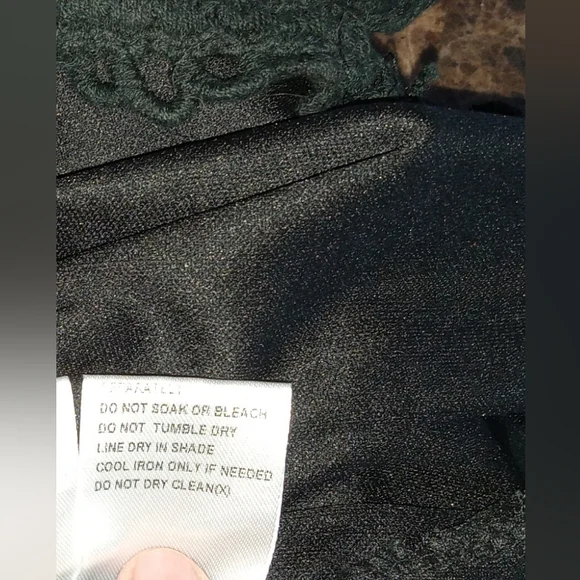 DO NOT SOAK OR BLEACH
DO NOT TUMBLE DRY
LINE DRY IN SHADE
COOL IRON ONLY IF NEEDED
DO NOT DRY CLEAN(X)